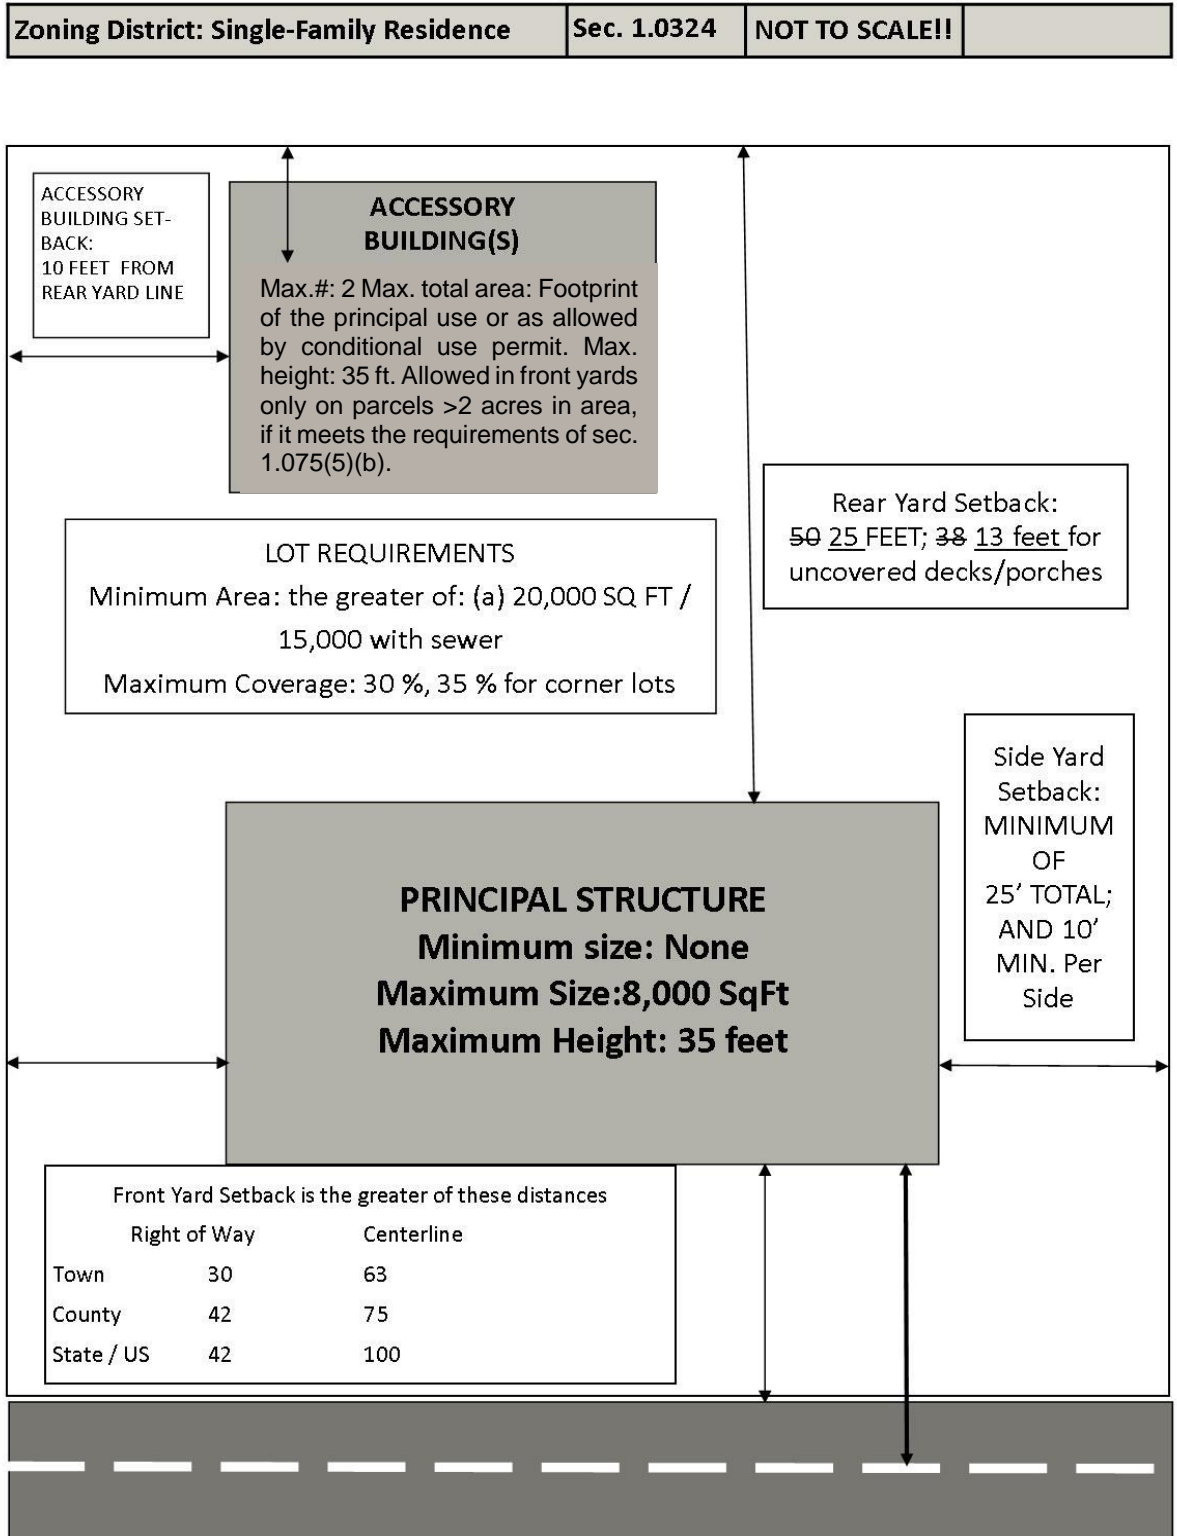 Zoning District: Single-Family Residence Sec. 1.0324 NOT TO SCALE!!
ACCESSORY
BUILDING SET-
BACK:
10 FEET FROM
REAR YARD LINE
ACCESSORY
BUILDING(S)
Max.#: 2 Max. total area: Footprint
of the principal use or as allowed
by conditional use permit. Max.
height: 35 ft. Allowed in front yards
only on parcels >2 acres in area,
if it meets the requirements of sec.
1.075(5)(b).
Rear Yard Setback:
50 25 FEET; 38 13 feet for
uncovered decks/porches
LOT REQUIREMENTS
Minimum Area: the greater of: (a) 20,000 SQ FT /
15,000 with sewer
Maximum Coverage: 30 %, 35 % for corner lots
Side Yard
Setback:
MINIMUM
OF
25’ TOTAL;
AND 10’
MIN. Per
Side
PRINCIPAL STRUCTURE
Minimum size: None
Maximum Size:8,000 SqFt
Maximum Height: 35 feet
Front Yard Setback is the greater of these distances
Right of Way Centerline
Town 30 63
County 42 75
State / US 42 100